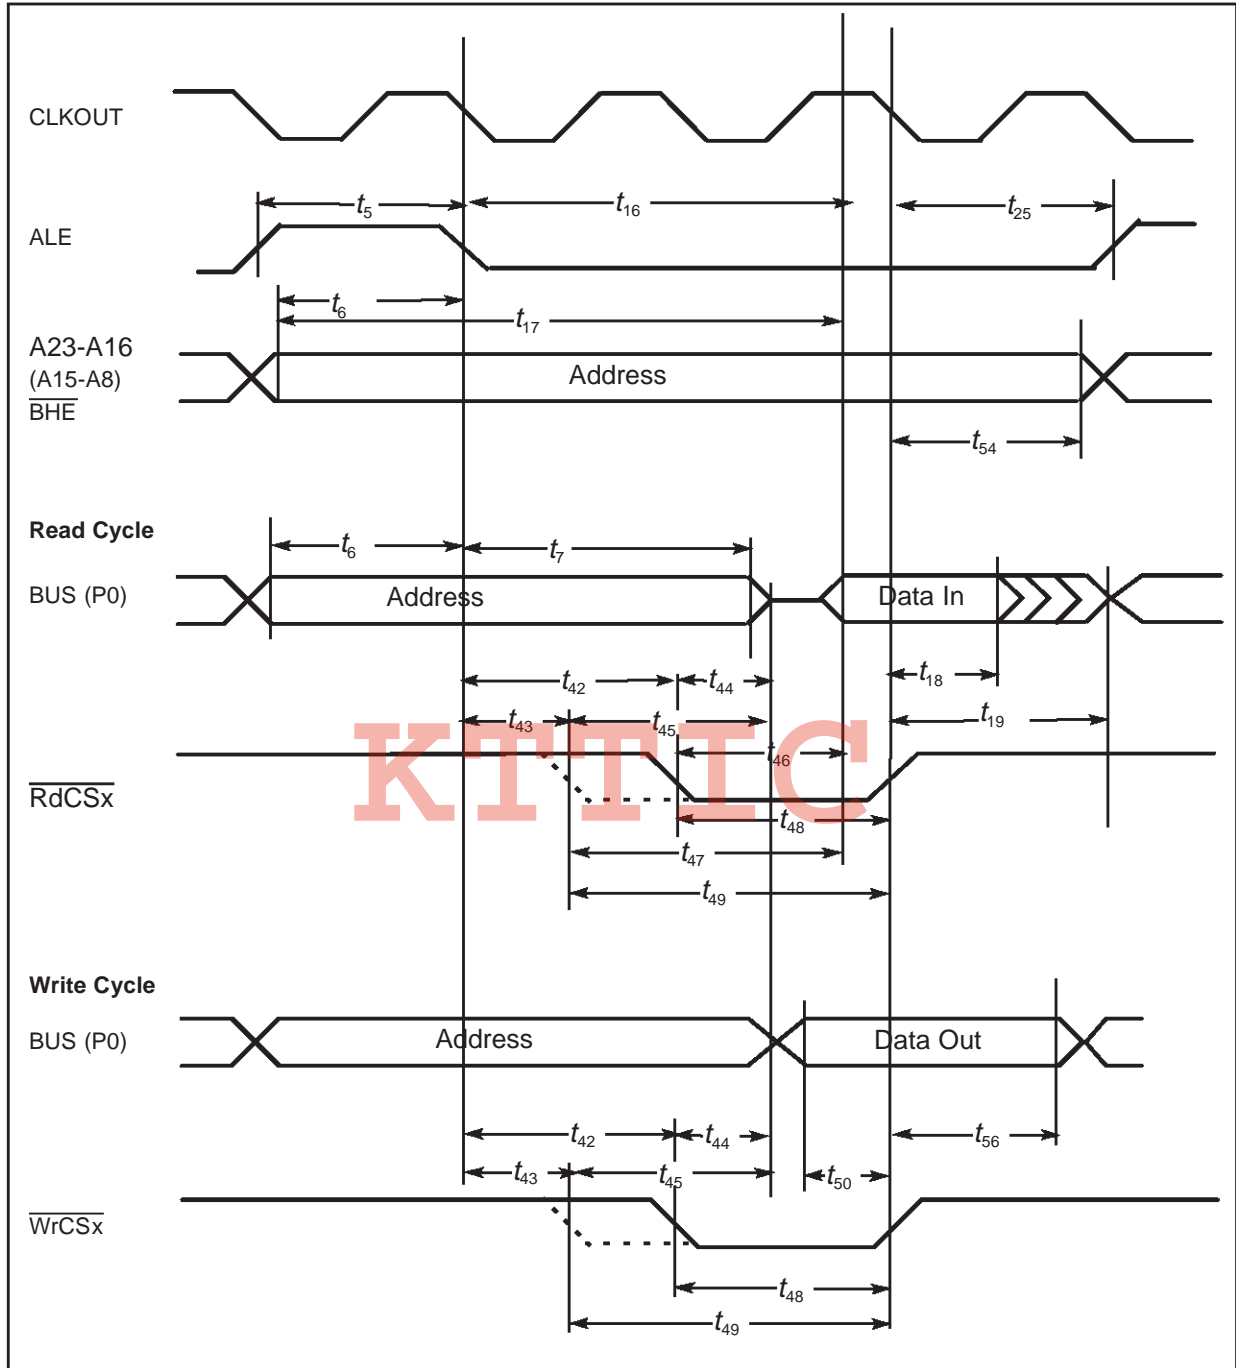 CLKOUT
t5 t16 t25
ALE
t6
t17
A23-A16
(A15-A8)
BHE
Address
t54
Read Cycle
t6 t7
BUS (P0)
Address
Data In
t42 t44 t18
t43 t45 t19
KTTIC
t46
RdCSx
t48
t47
t49
Write Cycle
BUS (P0)
Address
Data Out
t42 t44 t56
t43 t45 t50
WrCSx
t48
t49